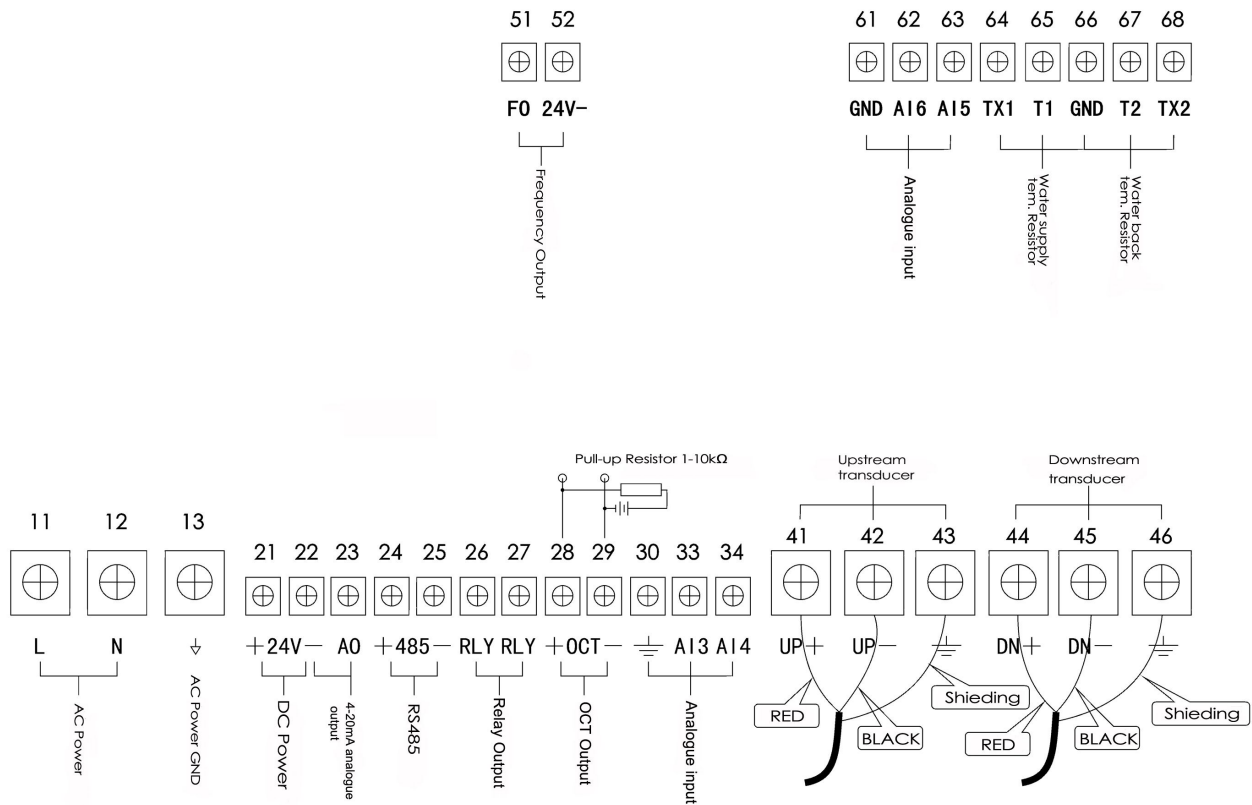 51 52
FO 24V-
Frequency Output
61 62 63 64 65 66 67 68
GND AI6 AI5 TX1 T1 GND T2 TX2
Analogue input
Water supply
tem. Resistor
Water back
tem. Resistor
Pull-up Resistor 1-10kΩ
Upstream
transducer
Downstream
transducer
11 12 13
21 22 23 24 25 26 27 28 29 30 33 34
41 42 43 44 45 46
L N
+24V- AO +485- RLY RLY +OCT- AI3 AI4
UP+ UP- DN+ DN-
AC Power
AC Power GND
DC Power
4-20mA analogue
output
RS485
Relay Output
OCT Output
Analogue input
RED
BLACK
Shieding
RED
BLACK
Shieding